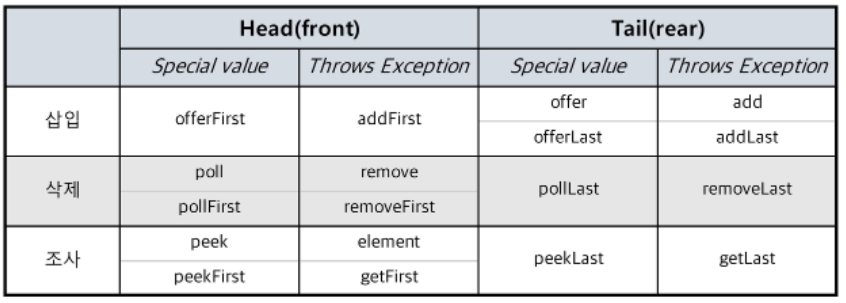 Head(front) Tail(rear)
Special value Throws Exception Special value Throws Exception
삽입 offerFirst addFirst offer add
offerLast addLast
삭제 poll remove pollLast removeLast
pollFirst removeFirst
조사 peek element peekLast getLast
peekFirst getFirst